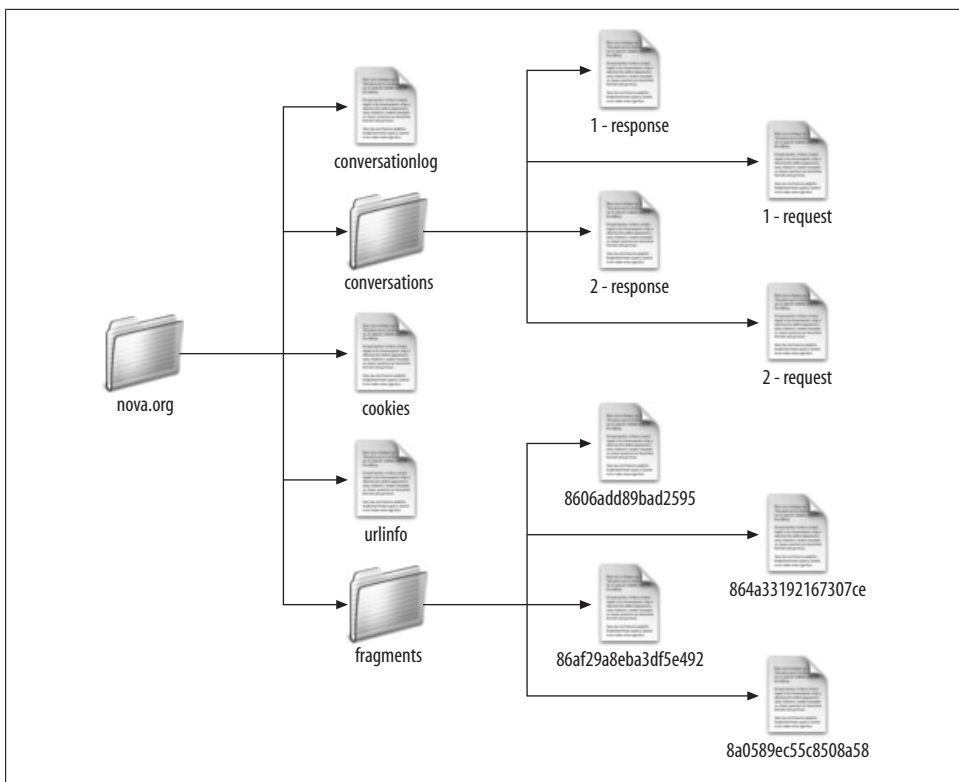 1 - response
conversationlog
1 - request
conversations
2 - response
2 - request
nova.org
cookies
8606add89bad2595
urlinfo
864a33192167307ce
fragments
86af29a8eba3df5e492
8a0589ec55c8508a58